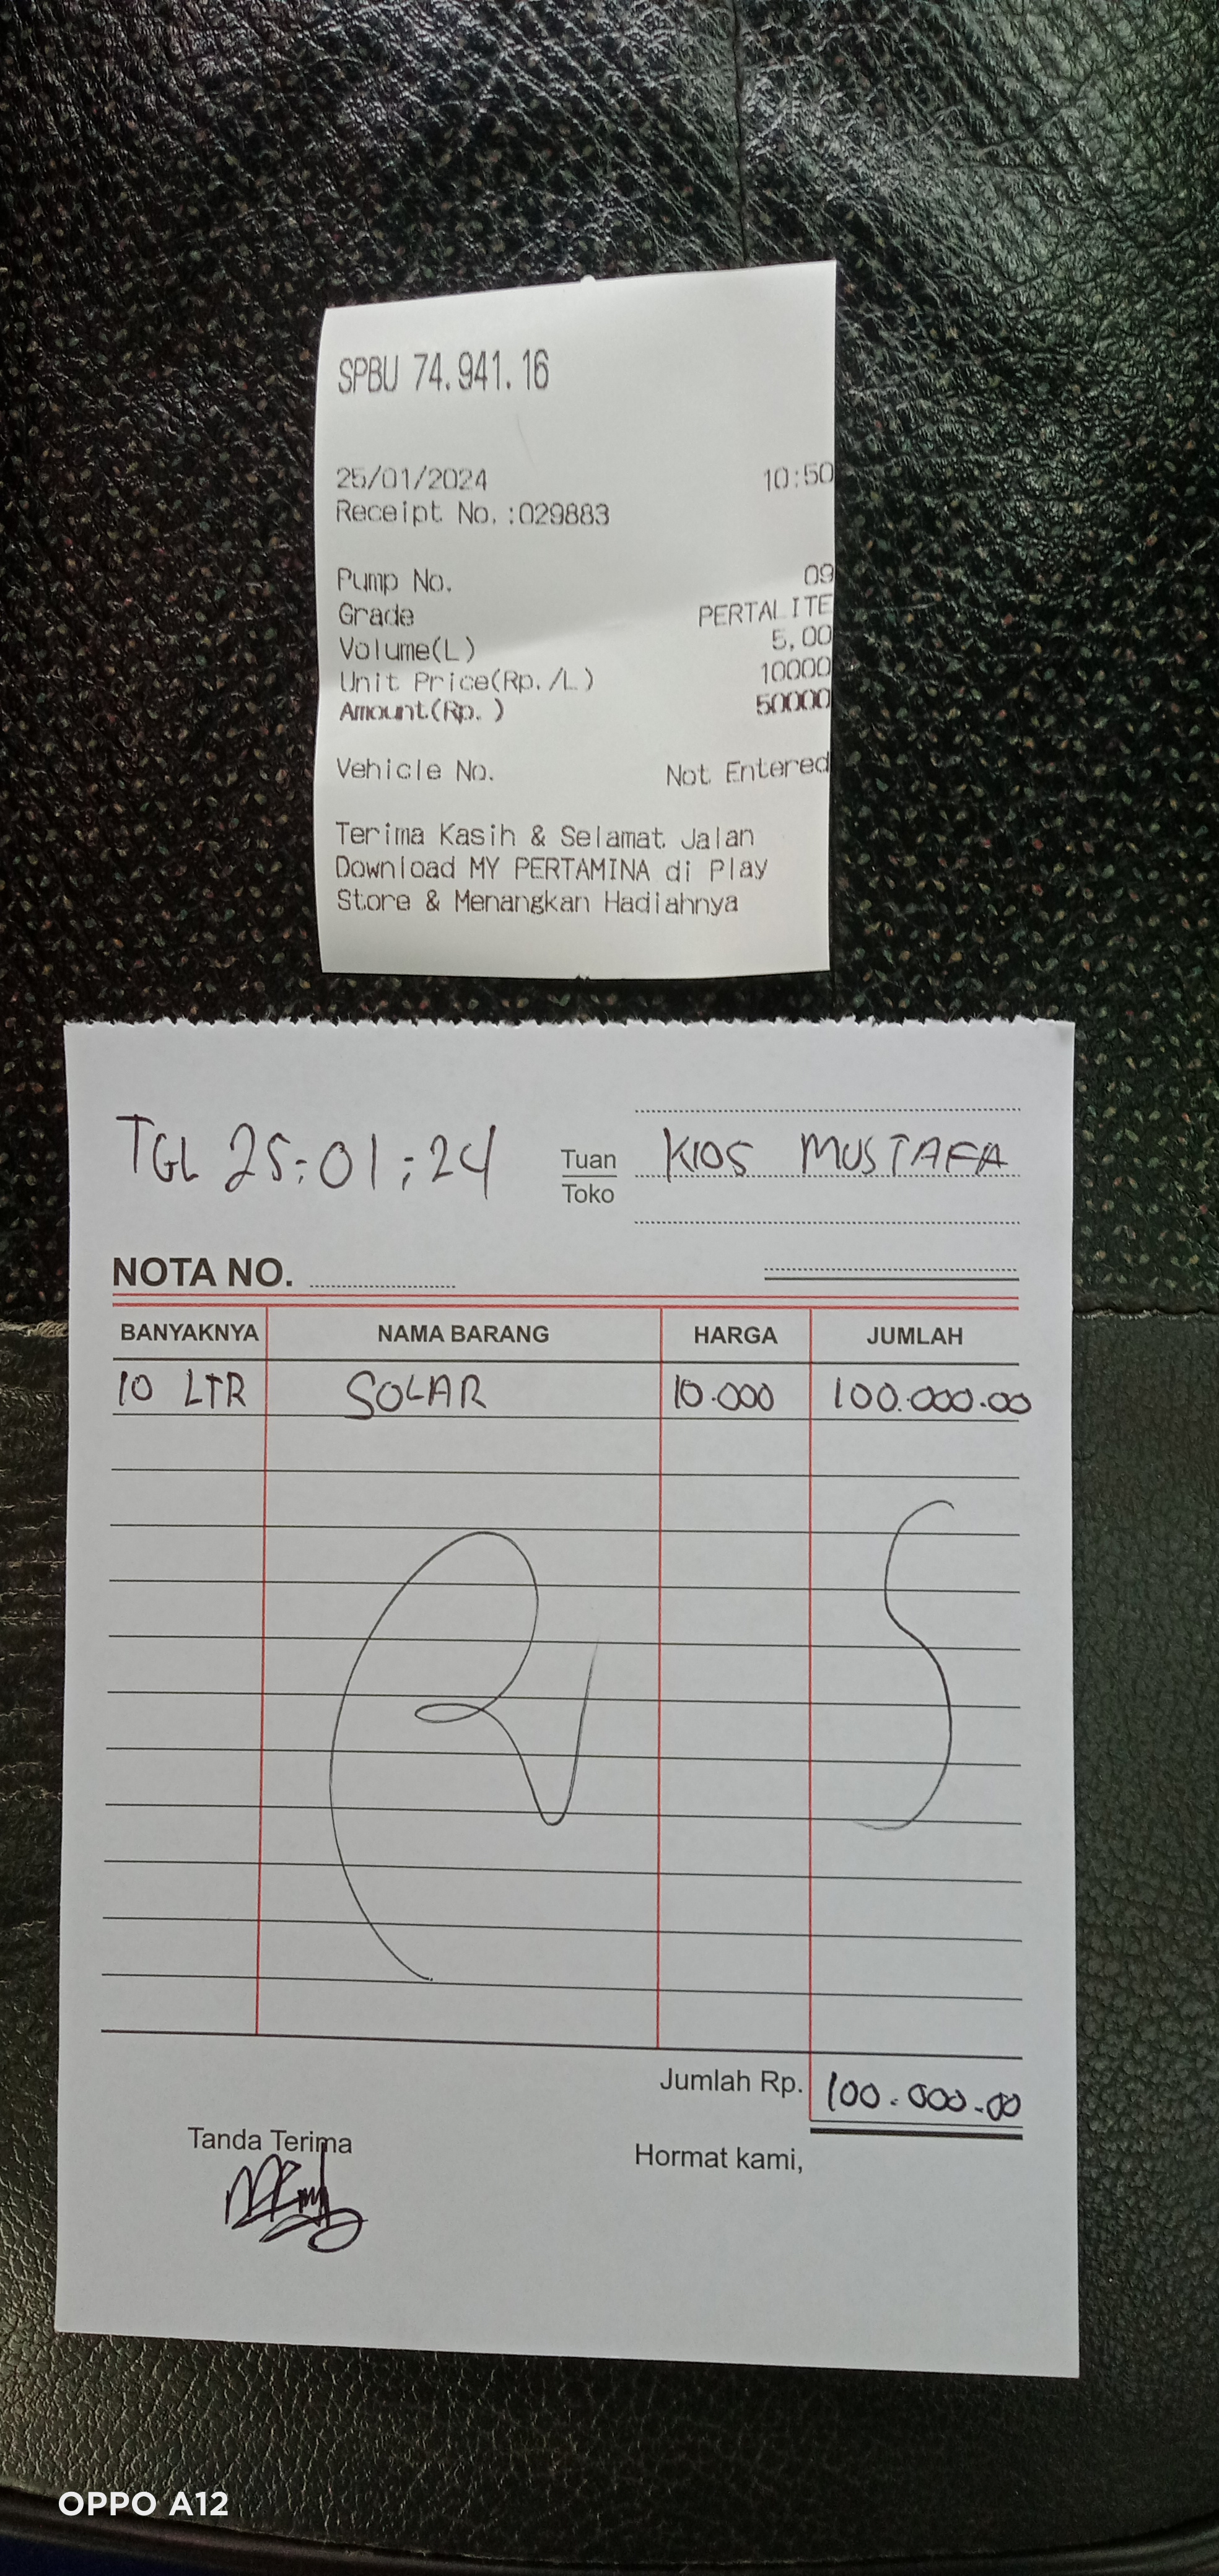 SPBU 74.941.16
25/01/2024 10:50
Receipt No.:029883
Pump No. 09
Grade PERTALITE
Volume(L) 5,00
Unit Price(Rp./L) 10000
Amount(Rp. ) 50000
Vehicle No. Not Entered
Terima Kasih & Selamat Jalan
Download MY PERTAMINA di Play
Store & Menangkan Hadiahnya
TGL 25:01:24
Tuan
Toko
KIOS MUSTAFA
NOTA NO.
BANYAKNYA NAMA BARANG HARGA JUMLAH
10 LTR SOLAR 10.000 100.000.00
Jumlah Rp. 100.000.00
Tanda Terima
Hormat kami,
OPPO A12